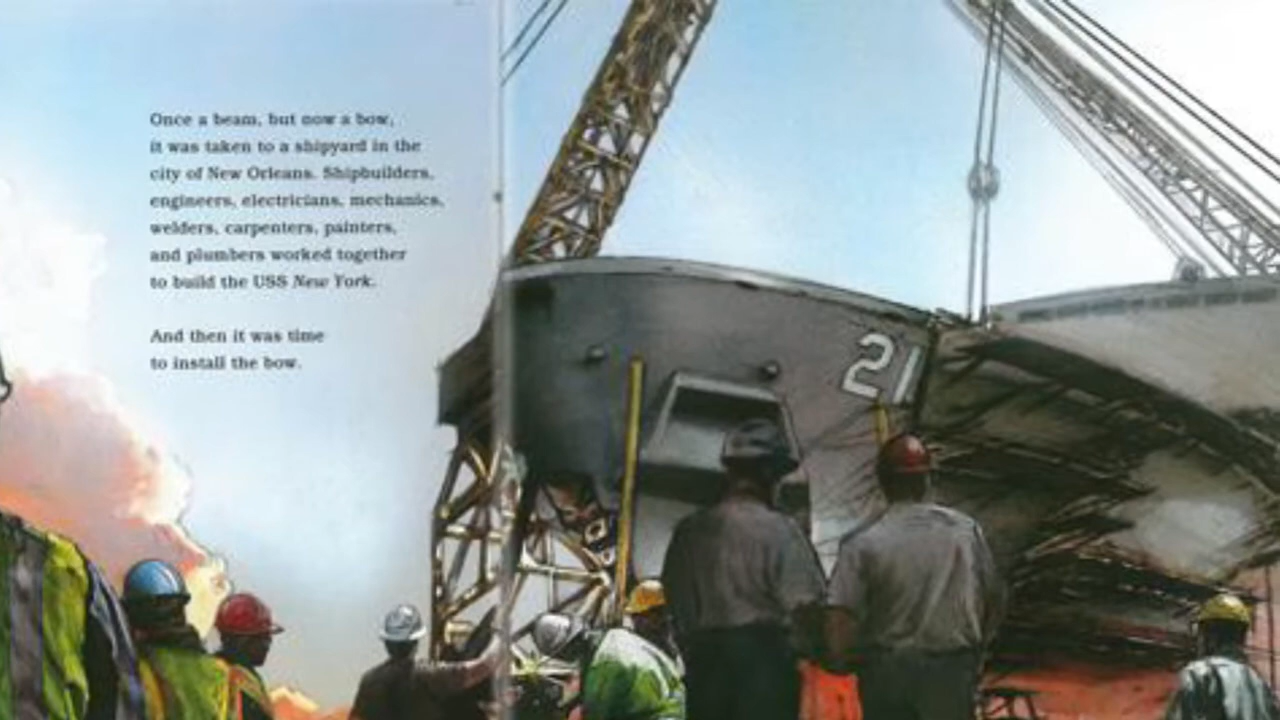 Once a beam, but now a bow,
it was taken to a shipyard in the
city of New Orleans. Shipbuilders,
engineers, electricians, mechanics,
welders, carpenters, painters,
and plumbers worked together
to build the USS New York.
And then it was time
to install the bow.
21